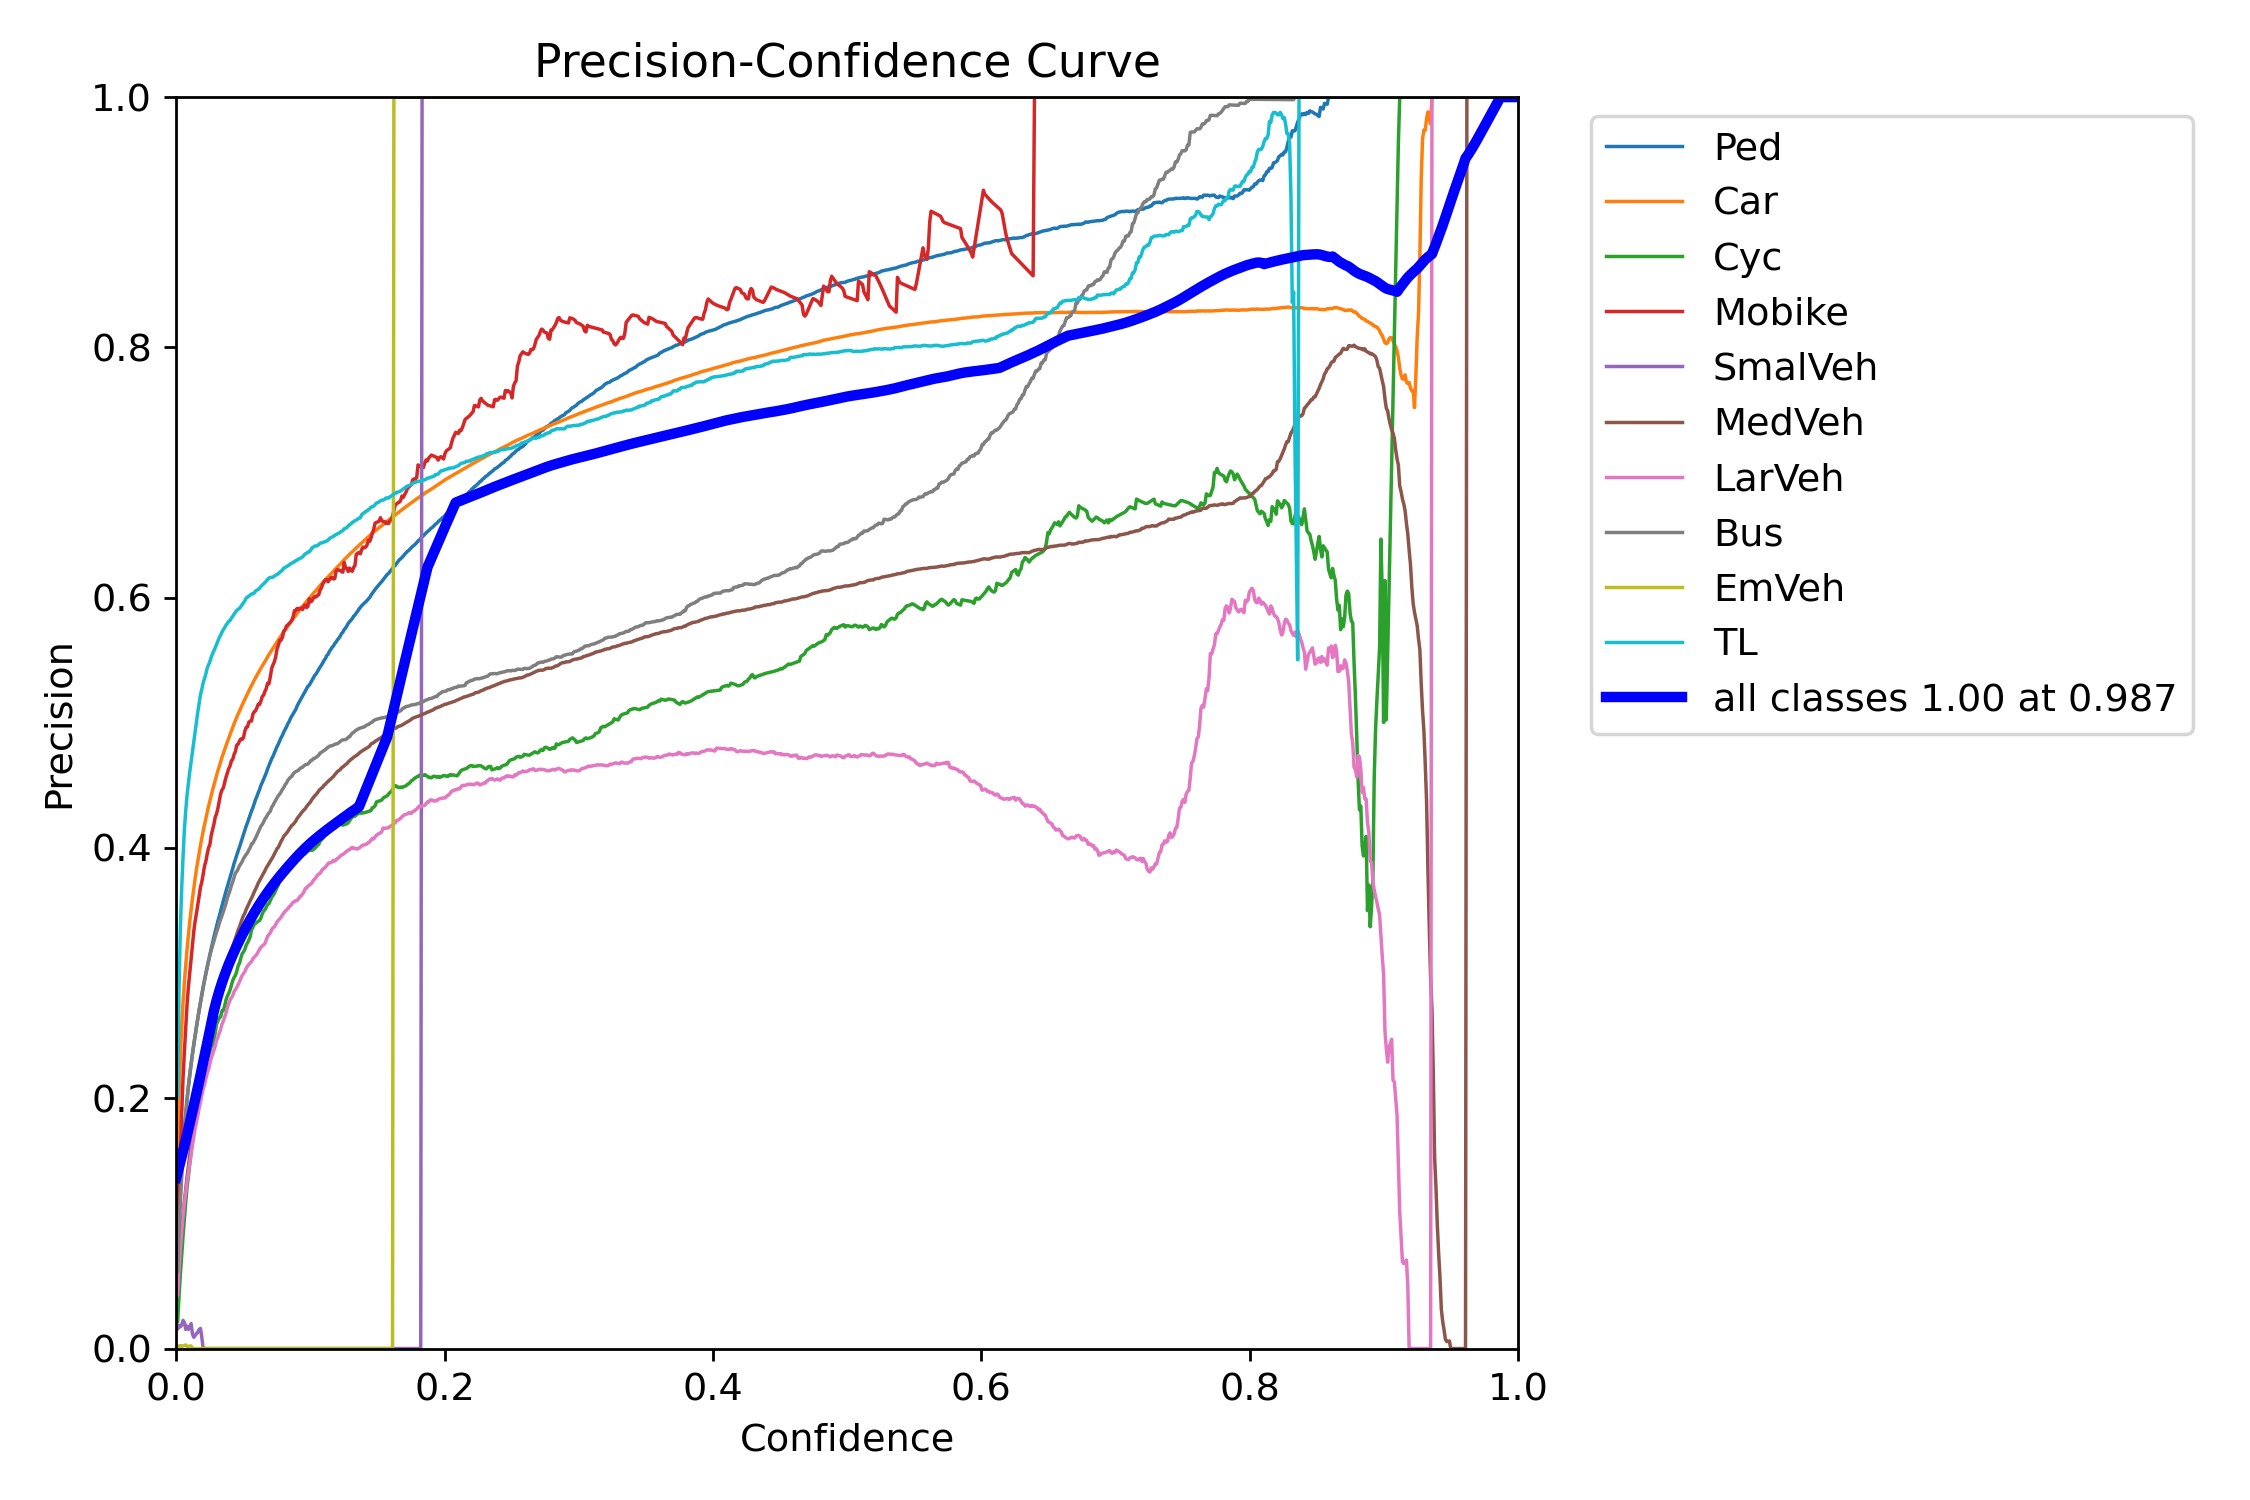 Precision-Confidence Curve
1.0
0.8
0.6
0.4
0.2
0.0
Precision
0.0 0.2 0.4 0.6 0.8 1.0
Confidence
Ped
Car
Cyc
Mobike
SmalVeh
MedVeh
LarVeh
Bus
EmVeh
TL
all classes 1.00 at 0.987